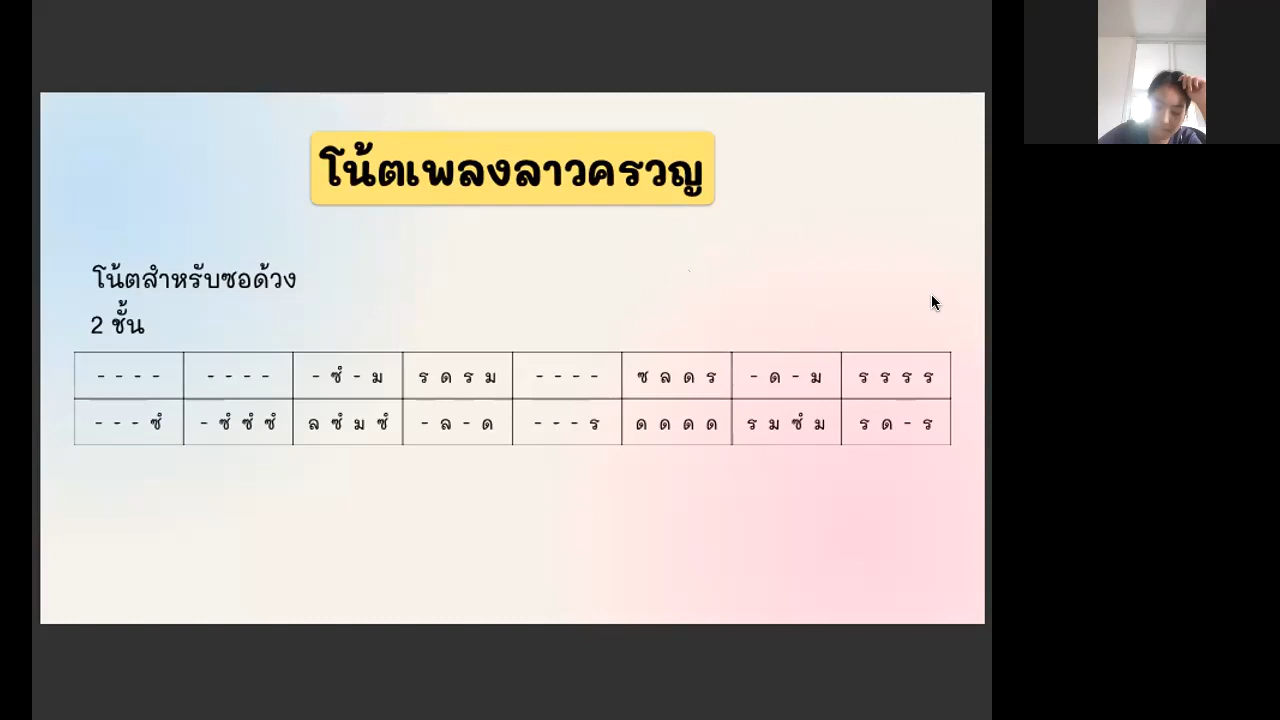 โน้ตเพลงลาวครวญ
โน้ตสำหรับซอด้วง
2 ชั้น
- - - - - - - - - ซํ - ม ร ด ร ม - - - - ซ ล ด ร - ด - ม ร ร ร ร
- - - ซํ - ซํ ซํ ซํ ล ซํ ม ซํ - ล - ด - - - ร ด ด ด ด ร ม ซํ ม ร ด - ร